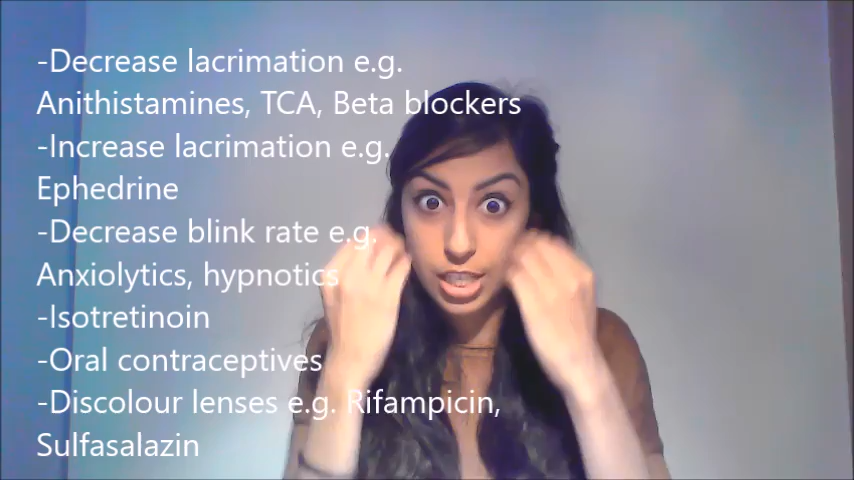 -Decrease lacrimation e.g.
Anithistamines, TCA, Beta blockers
-Increase lacrimation e.g.
Ephedrine
-Decrease blink rate e.g.
Anxiolytics, hypnotics
-Isotretinoin
-Oral contraceptives
-Discolour lenses e.g. Rifampicin,
Sulfasalazin